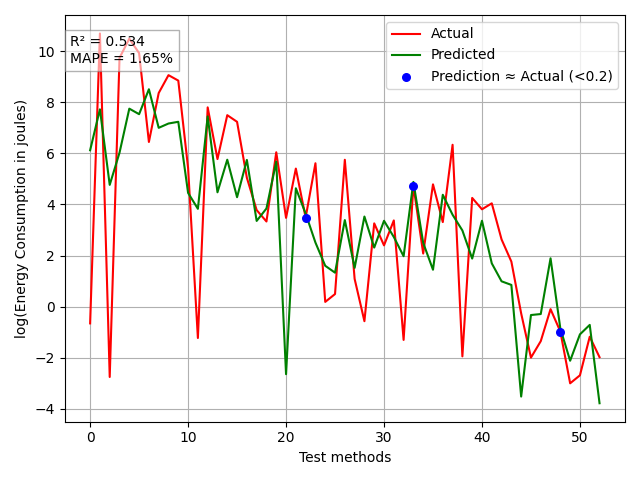 R² = 0.534
MAPE = 1.65%
Actual
Predicted
Prediction ≈ Actual (<0.2)
log(Energy Consumption in joules)
10
8
6
4
2
0
−2
−4
0 10 20 30 40 50
Test methods